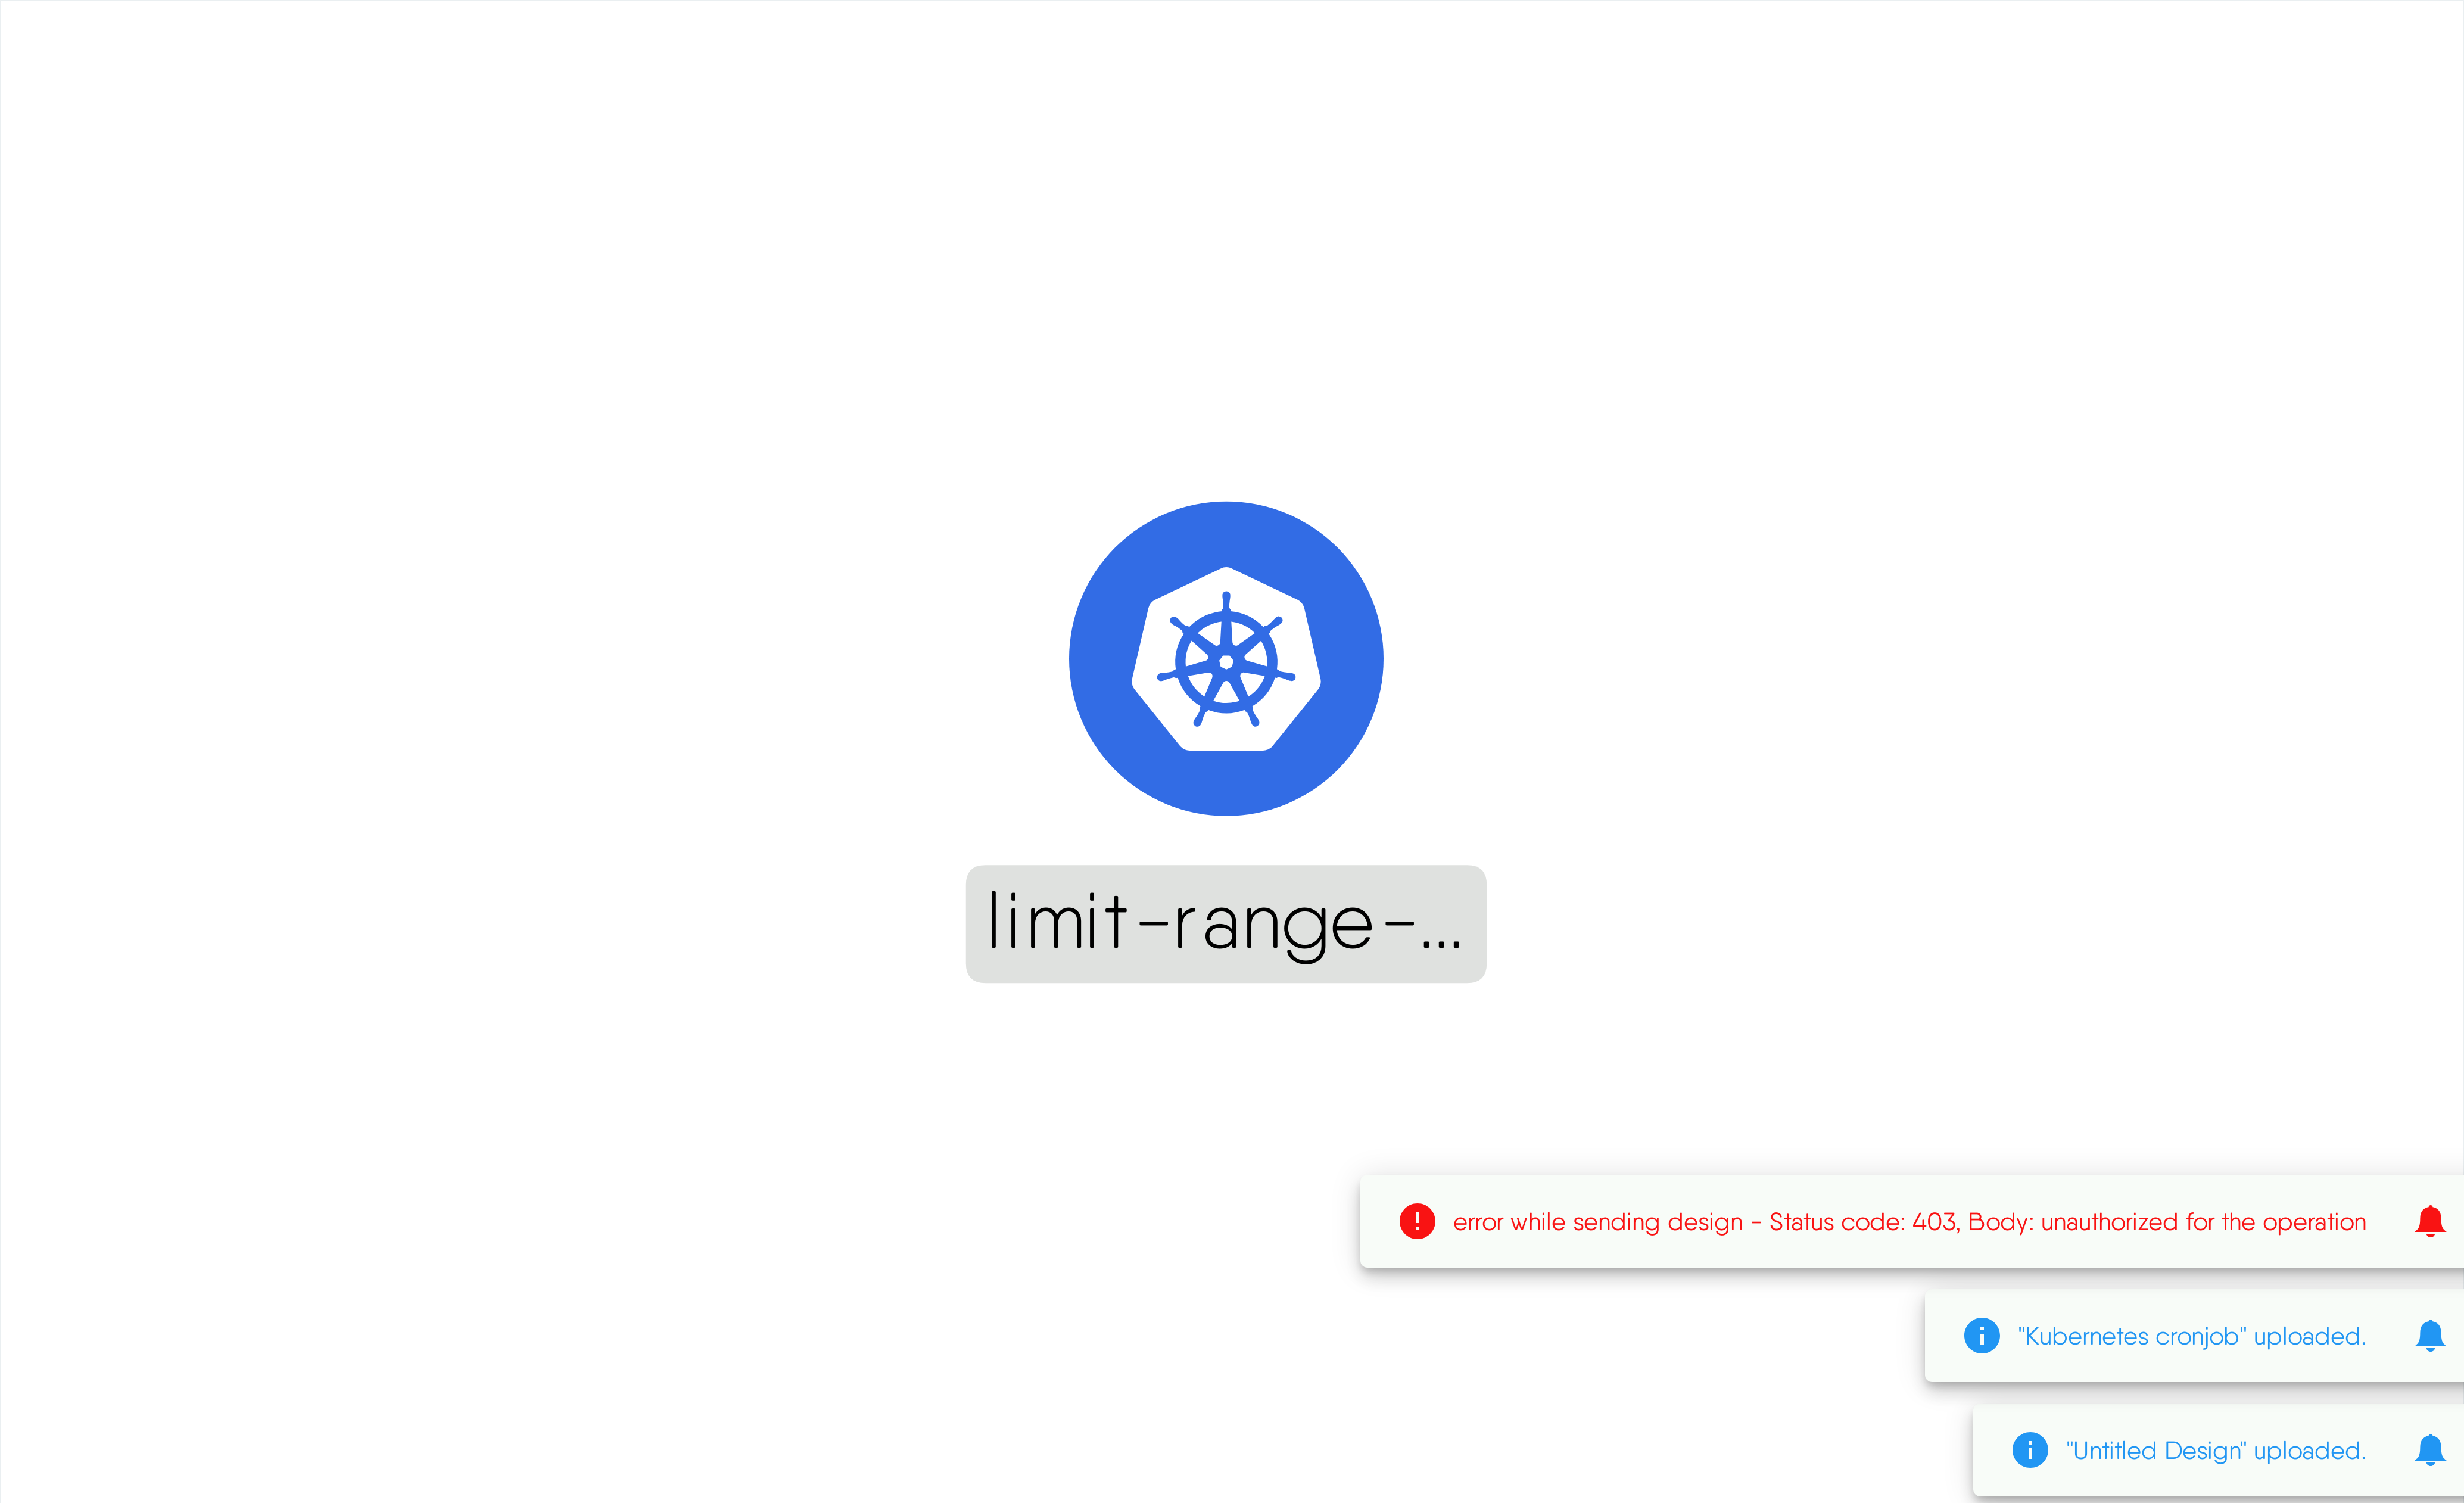 limit-range-...
error while sending design - Status code: 403, Body: unauthorized for the operation
"Kubernetes cronjob" uploaded.
"Untitled Design" uploaded.